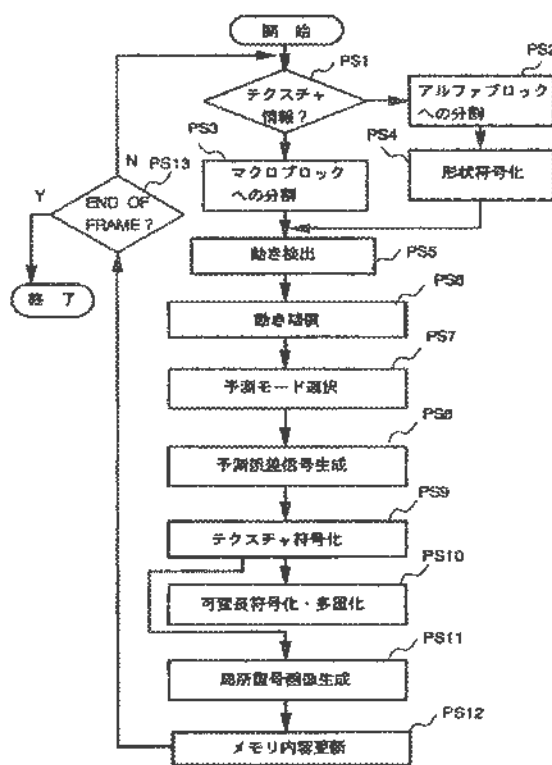 開始
PS1
テクスチャ
情報?
PS2
アルファブロック
への分割
PS3
マクロブロック
への分割
PS4
形状符号化
N
PS13
Y
END OF
FRAME?
終了
動き検出
PS5
動き補償
PS6
予測モード選択
PS7
予測誤差信号生成
PS8
テクスチャ符号化
PS9
可変長符号化・多重化
PS10
局所復号画像生成
PS11
メモリ内容更新
PS12